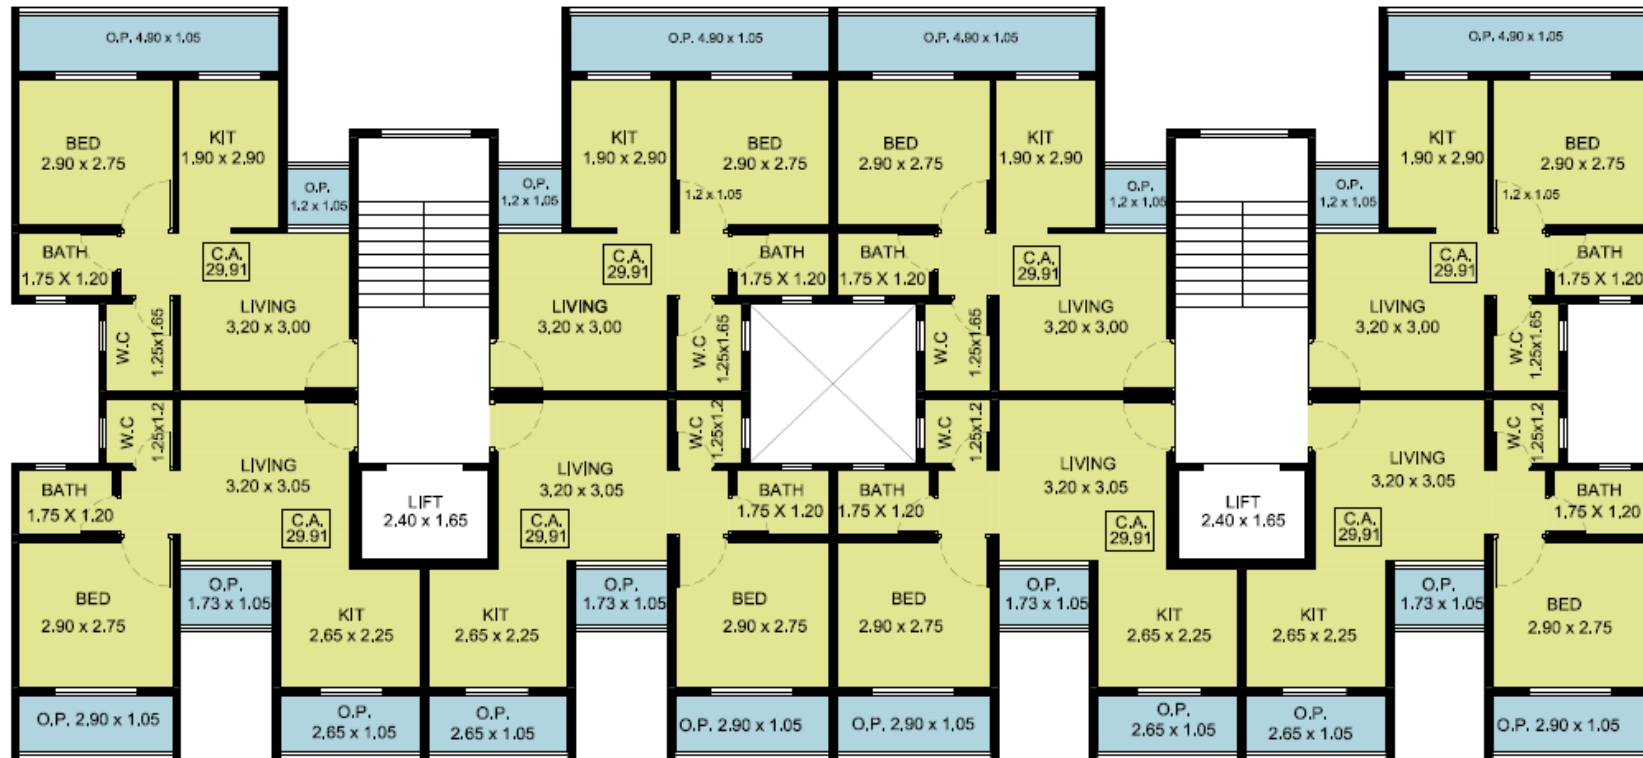 O.P. 4.90 x 1.05
O.P. 4.90 x 1.05
O.P. 4.90 x 1.05
O.P. 4.90 x 1.05
BED
2.90 x 2.75
KIT
1.90 x 2.90
KIT
1.90 x 2.90
BED
2.90 x 2.75
BED
2.90 x 2.75
KIT
1.90 x 2.90
KIT
1.90 x 2.90
BED
2.90 x 2.75
O.P.
1.2 x 1.05
O.P.
1.2 x 1.05
1.2 x 1.05
O.P.
1.2 x 1.05
O.P.
1.2 x 1.05
1.2 x 1.05
BATH
1.75 X 1.20
C.A.
29.91
C.A.
29.91
BATH
1.75 X 1.20
BATH
1.75 X 1.20
C.A.
29.91
C.A.
29.91
BATH
1.75 X 1.20
W.C
1.25x1.65
LIVING
3.20 x 3.00
LIVING
3.20 x 3.00
W.C
1.25x1.65
W.C
1.25x1.65
LIVING
3.20 x 3.00
LIVING
3.20 x 3.00
W.C
1.25x1.65
W.C
1.25x1.2
LIVING
3.20 x 3.05
LIVING
3.20 x 3.05
W.C
1.25x1.2
W.C
1.25x1.2
LIVING
3.20 x 3.05
LIVING
3.20 x 3.05
W.C
1.25x1.2
BATH
1.75 X 1.20
C.A.
29.91
LIFT
2.40 x 1.65
C.A.
29.91
BATH
1.75 X 1.20
BATH
1.75 X 1.20
C.A.
29.91
LIFT
2.40 x 1.65
C.A.
29.91
BATH
1.75 X 1.20
BED
2.90 x 2.75
O.P.
1.73 x 1.05
KIT
2.65 x 2.25
KIT
2.65 x 2.25
O.P.
1.73 x 1.05
BED
2.90 x 2.75
BED
2.90 x 2.75
O.P.
1.73 x 1.05
KIT
2.65 x 2.25
KIT
2.65 x 2.25
O.P.
1.73 x 1.05
BED
2.90 x 2.75
O.P. 2.90 x 1.05
O.P.
2.65 x 1.05
O.P.
2.65 x 1.05
O.P. 2.90 x 1.05
O.P. 2.90 x 1.05
O.P.
2.65 x 1.05
O.P.
2.65 x 1.05
O.P. 2.90 x 1.05